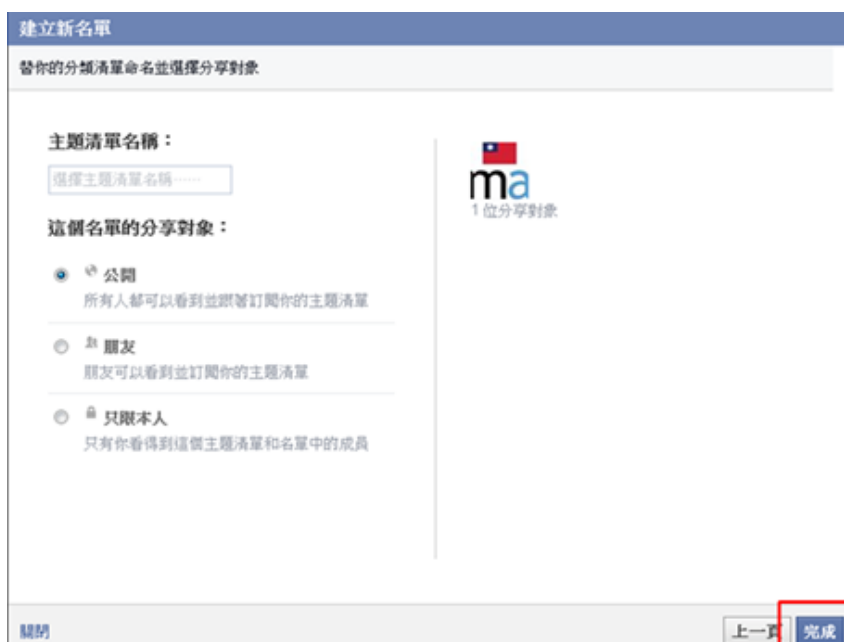 建立新名單
替你的分類清單命名並選擇分享對象
主題清單名稱：
選擇主題清單名稱……
這個名單的分享對象：
公開
所有人都可以看到並跟著訂閱你的主題清單
朋友
朋友可以看到並訂閱你的主題清單
只限本人
只有你看得到這個主題清單和名單中的成員
ma
1 位分享對象
關閉
上一頁
完成